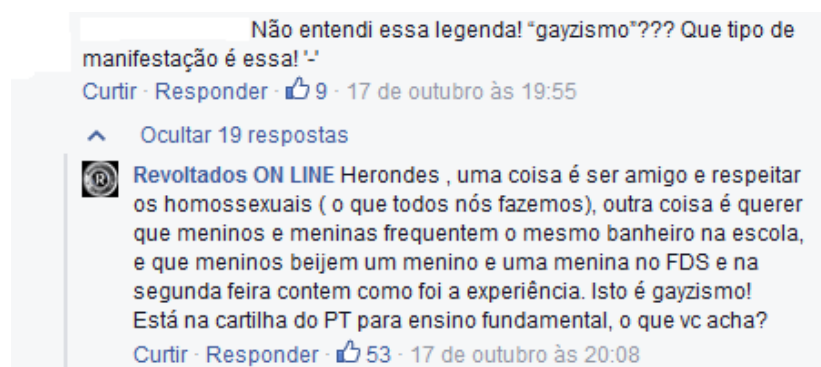 Não entendi essa legenda! “gayzismo”??? Que tipo de
manifestação é essa! '-'
Curtir · Responder · 9 · 17 de outubro às 19:55
Ocultar 19 respostas
Revoltados ON LINE Herondes , uma coisa é ser amigo e respeitar
os homossexuais ( o que todos nós fazemos), outra coisa é querer
que meninos e meninas frequentem o mesmo banheiro na escola,
e que meninos beijem um menino e uma menina no FDS e na
segunda feira contem como foi a experiência. Isto é gayzismo!
Está na cartilha do PT para ensino fundamental, o que vc acha?
Curtir · Responder · 53 · 17 de outubro às 20:08